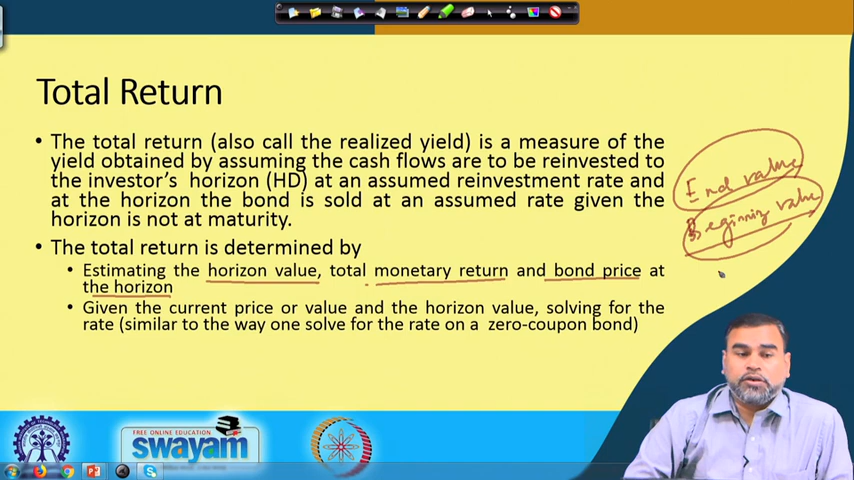 Total Return
• The total return (also call the realized yield) is a measure of the
yield obtained by assuming the cash flows are to be reinvested to
the investor's horizon (HD) at an assumed reinvestment rate and
at the horizon the bond is sold at an assumed rate given the
horizon is not at maturity.
• The total return is determined by
• Estimating the horizon value, total monetary return and bond price at
the horizon
• Given the current price or value and the horizon value, solving for the
rate (similar to the way one solve for the rate on a zero-coupon bond)
End value
Beginning value
FREE ONLINE EDUCATION
swayam